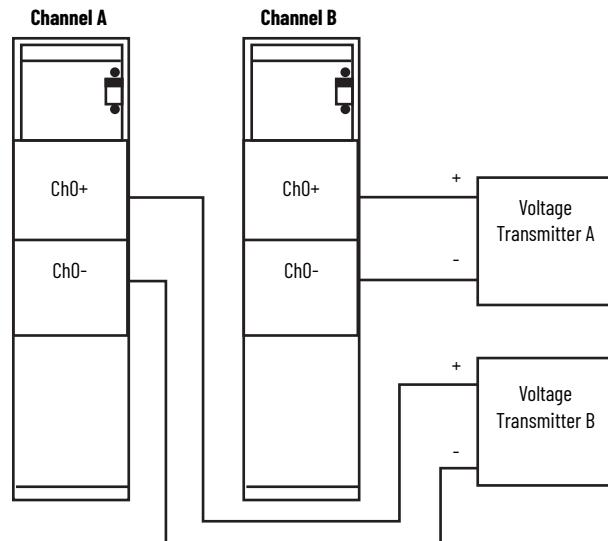 Channel A
Channel B
Ch0+
Ch0+
+
Voltage
Transmitter A
Ch0-
Ch0-
-
+
Voltage
Transmitter B
-